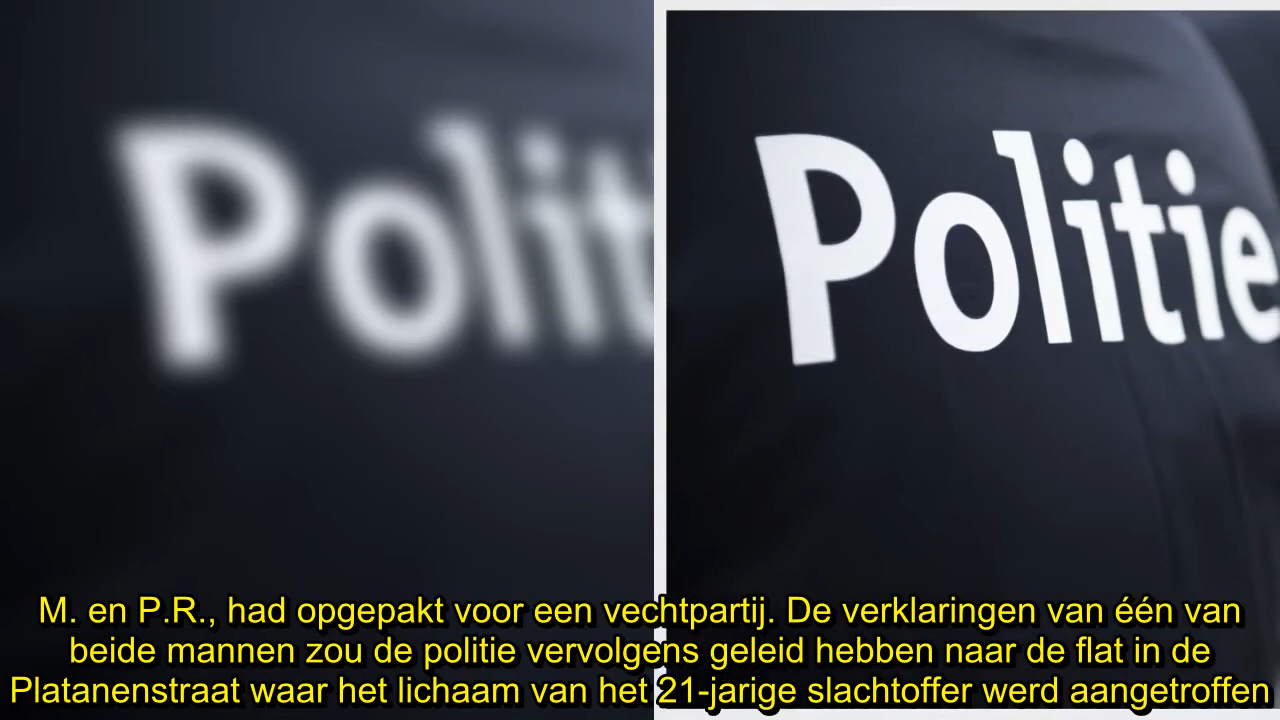 Polit
Politie
M. en P.R., had opgepakt voor een vechtpartij. De verklaringen van één van
beide mannen zou de politie vervolgens geleid hebben naar de flat in de
Platanenstraat waar het lichaam van het 21-jarige slachtoffer werd aangetroffen